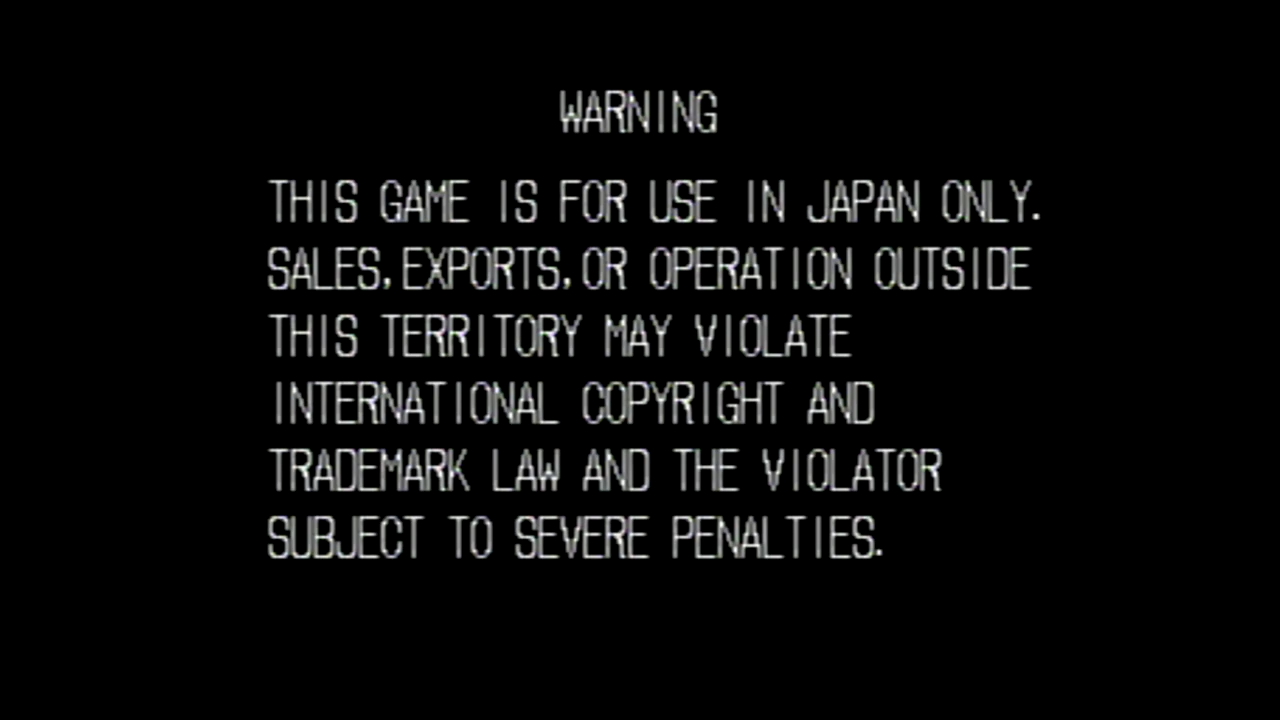 WARNING
THIS GAME IS FOR USE IN JAPAN ONLY.
SALES,EXPORTS,OR OPERATION OUTSIDE
THIS TERRITORY MAY VIOLATE
INTERNATIONAL COPYRIGHT AND
TRADEMARK LAW AND THE VIOLATOR
SUBJECT TO SEVERE PENALTIES.